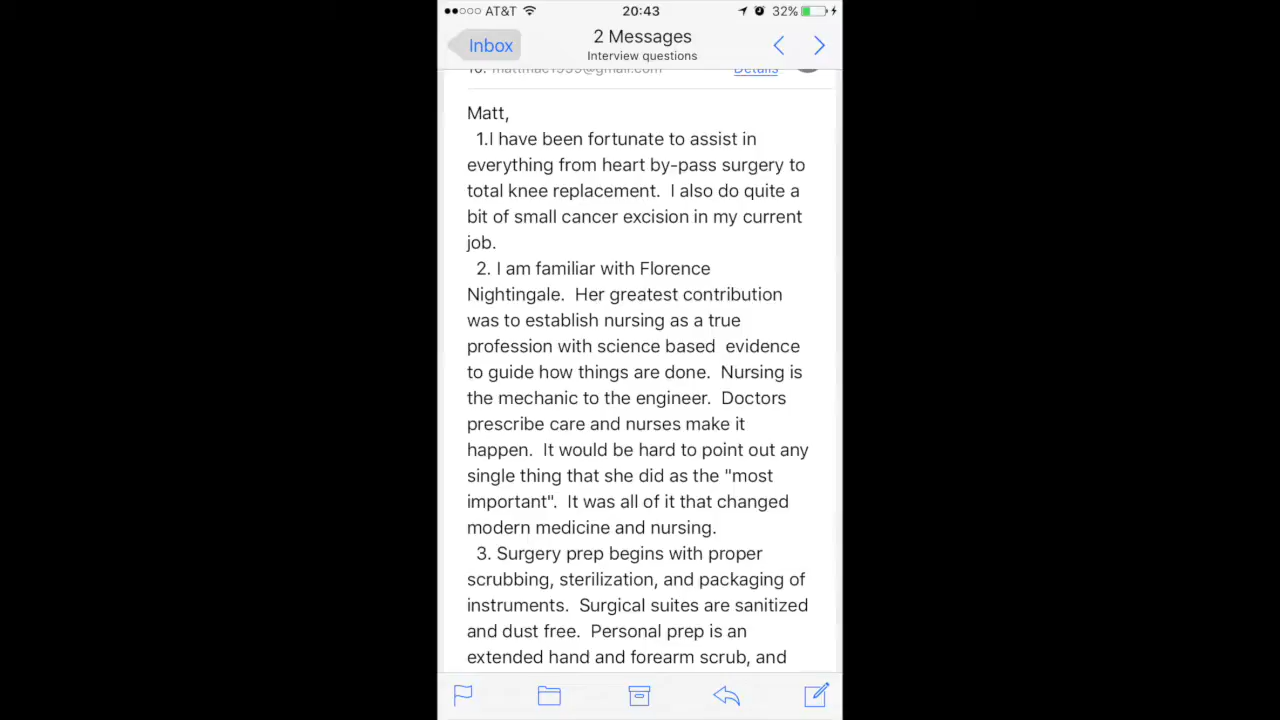 AT&T 20:43 32%
Inbox 2 Messages
Interview questions
Details
Matt,
1.I have been fortunate to assist in
everything from heart by-pass surgery to
total knee replacement. I also do quite a
bit of small cancer excision in my current
job.
2. I am familiar with Florence
Nightingale. Her greatest contribution
was to establish nursing as a true
profession with science based evidence
to guide how things are done. Nursing is
the mechanic to the engineer. Doctors
prescribe care and nurses make it
happen. It would be hard to point out any
single thing that she did as the "most
important". It was all of it that changed
modern medicine and nursing.
3. Surgery prep begins with proper
scrubbing, sterilization, and packaging of
instruments. Surgical suites are sanitized
and dust free. Personal prep is an
extended hand and forearm scrub, and